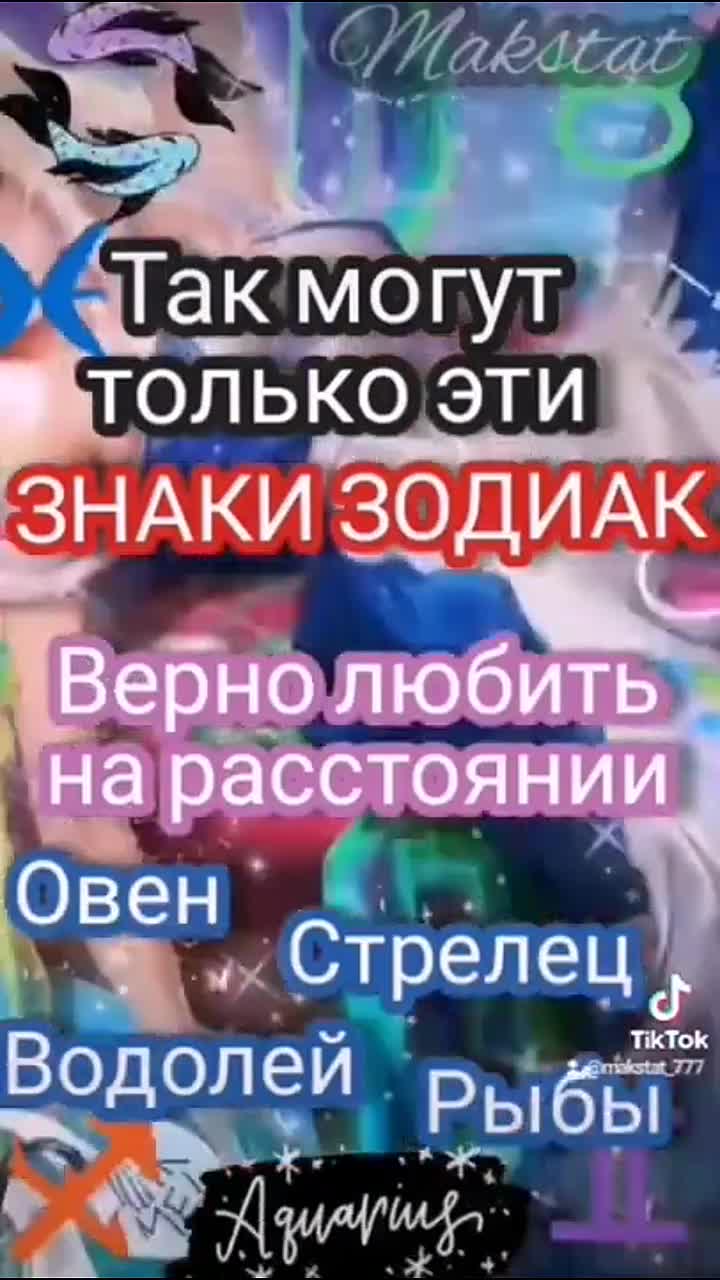 Makstat
Так могут
только эти
ЗНАКИ ЗОДИАК
Верно любить
на расстоянии
Овен
Стрелец
TikTok
@makstat_777
Водолей
Рыбы
Aquarius